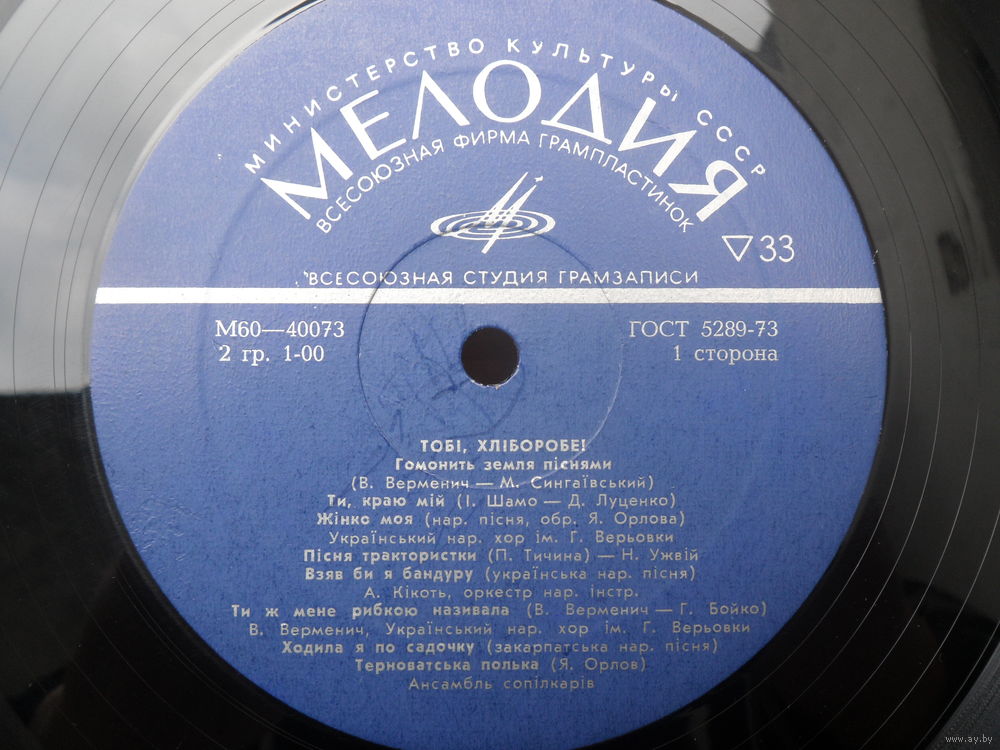 МИНИСТЕРСТВО КУЛЬТУРЫ СССР
МЕЛОДИЯ
ВСЕСОЮЗНАЯ ФИРМА ГРАМПЛАСТИНОК
▽33
ВСЕСОЮЗНАЯ СТУДИЯ ГРАМЗАПИСИ
М60—40073
ГОСТ 5289-73
2 гр. 1-00
1 сторона
ТОБІ, ХЛІБОРОБЕ!
Гомонить земля піснями
(В. Верменич — М. Сингаївський)
Ти, краю мій (І. Шамо — Д. Луценко)
Жінко моя (нар. пісня, обр. Я. Орлова)
Український нар. хор ім. Г. Верьовки
Пісня трактористки (П. Тичина) — Н. Ужвій
Взяв би я бандуру (українська нар. пісня)
А. Кікоть, оркестр нар. інстр.
Ти ж мене рибкою називала (В. Верменич — Г. Бойко)
В. Верменич, Український нар. хор ім. Г. Верьовки
Ходила я по садочку (закарпатська нар. пісня)
Терноватська полька (Я. Орлов)
Ансамбль сопілкарів
www.ay.by